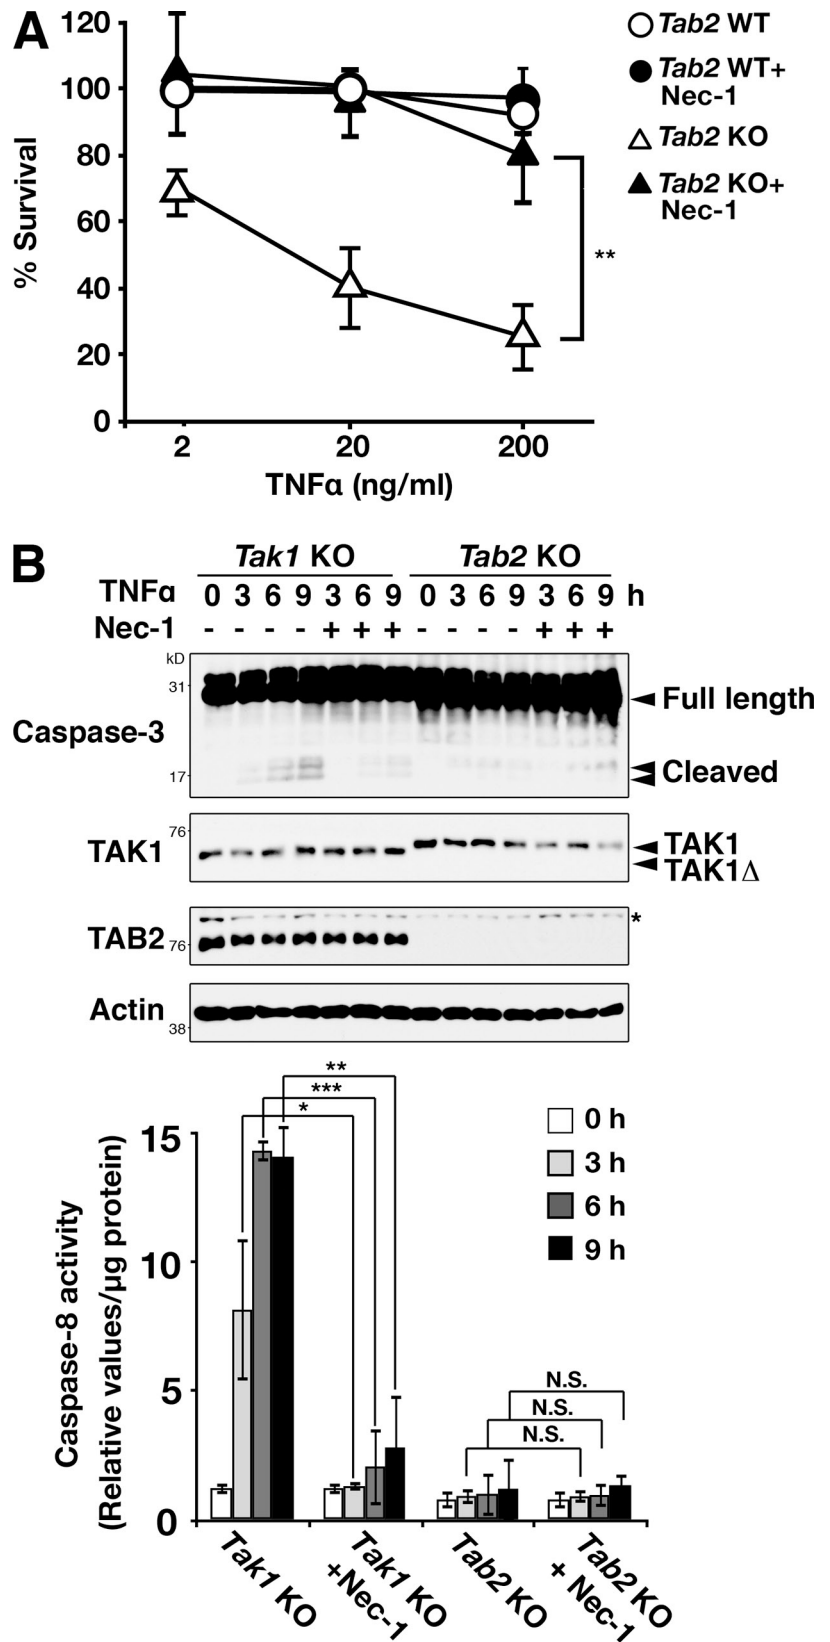 A
120
100
80
60
40
20
0
% Survival
2 20 200
TNFα (ng/ml)
Tab2 WT
Tab2 WT+
Nec-1
Tab2 KO
Tab2 KO+
Nec-1
**
B
Tak1 KO Tab2 KO
TNFα 0 3 6 9 3 6 9 0 3 6 9 3 6 9 h
Nec-1 - - - - + + + - - - - + + +
kD
31
17
Caspase-3
Full length
Cleaved
76
TAK1
TAK1
TAK1Δ
TAB2
76
*
Actin
38
**
***
*
15
10
5
0
Caspase-8 activity
(Relative values/μg protein)
0 h
3 h
6 h
9 h
N.S.
N.S.
N.S.
Tak1 KO
Tak1 KO
+Nec-1
Tab2 KO
Tab2 KO
+ Nec-1